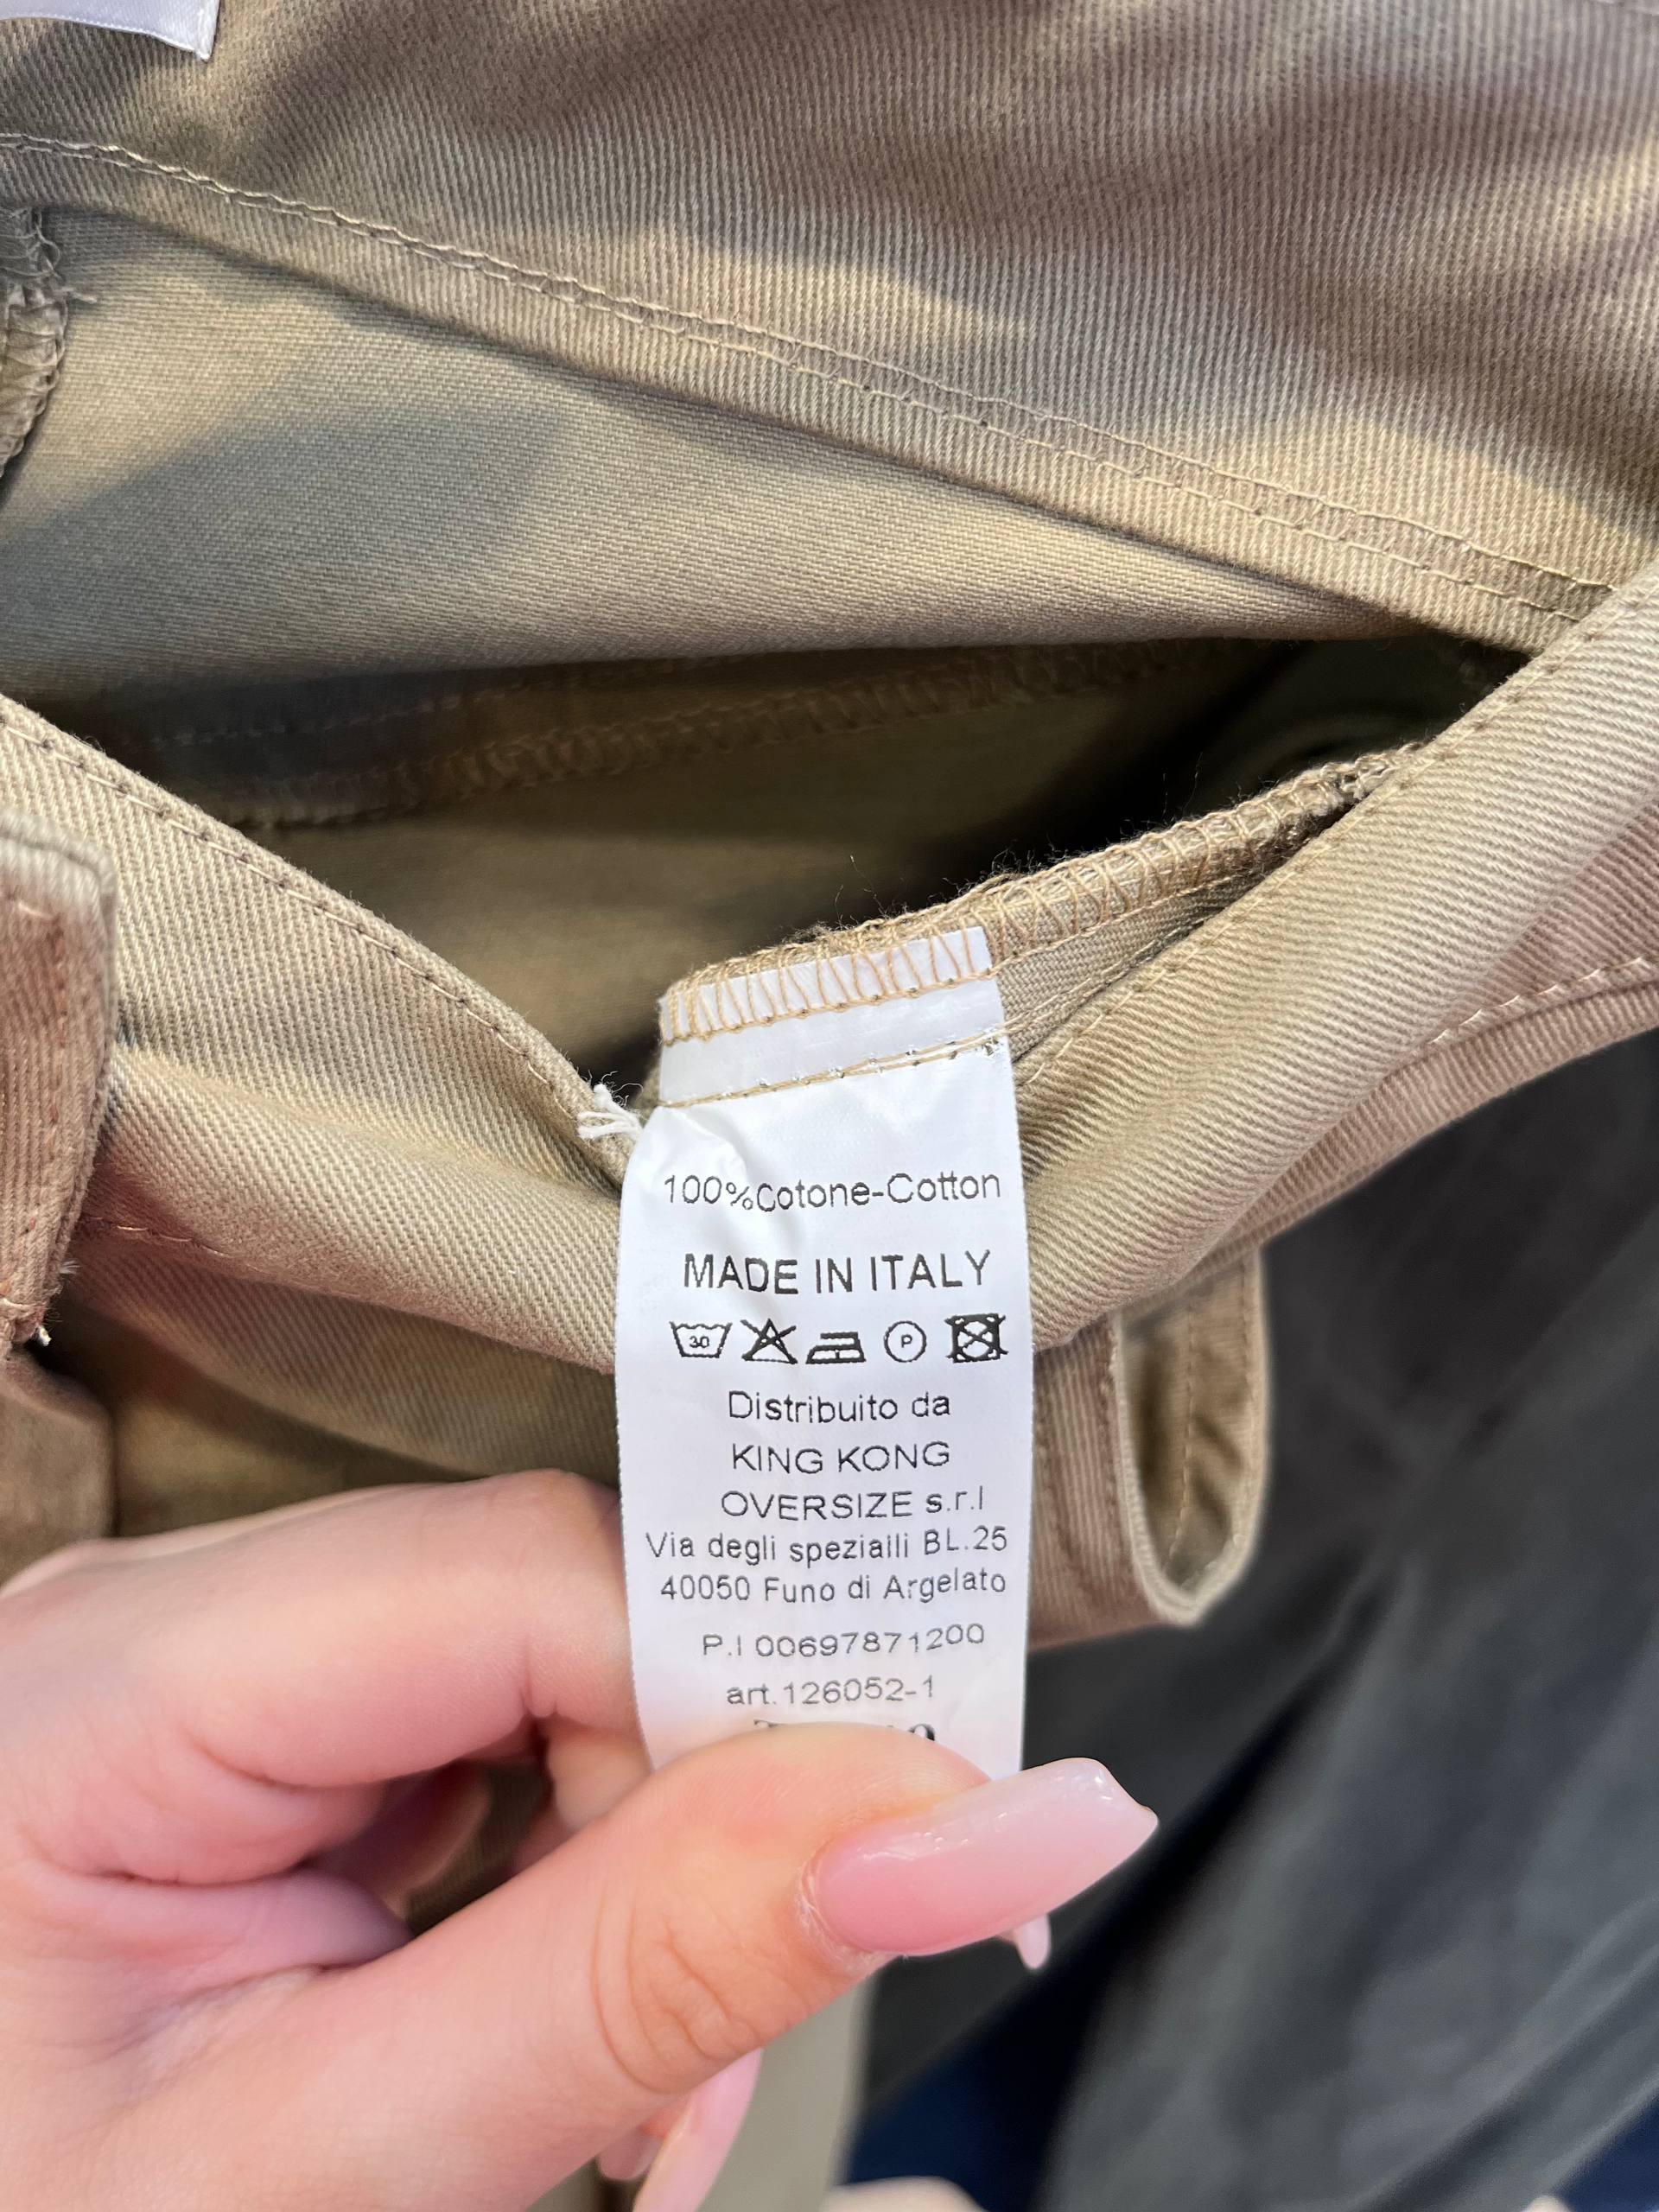 100%Cotone-Cotton
MADE IN ITALY
30 P
Distribuito da
KING KONG
OVERSIZE s.r.l
Via degli spezialli BL.25
40050 Funo di Argelato
P.I 00697871200
art.126052-1